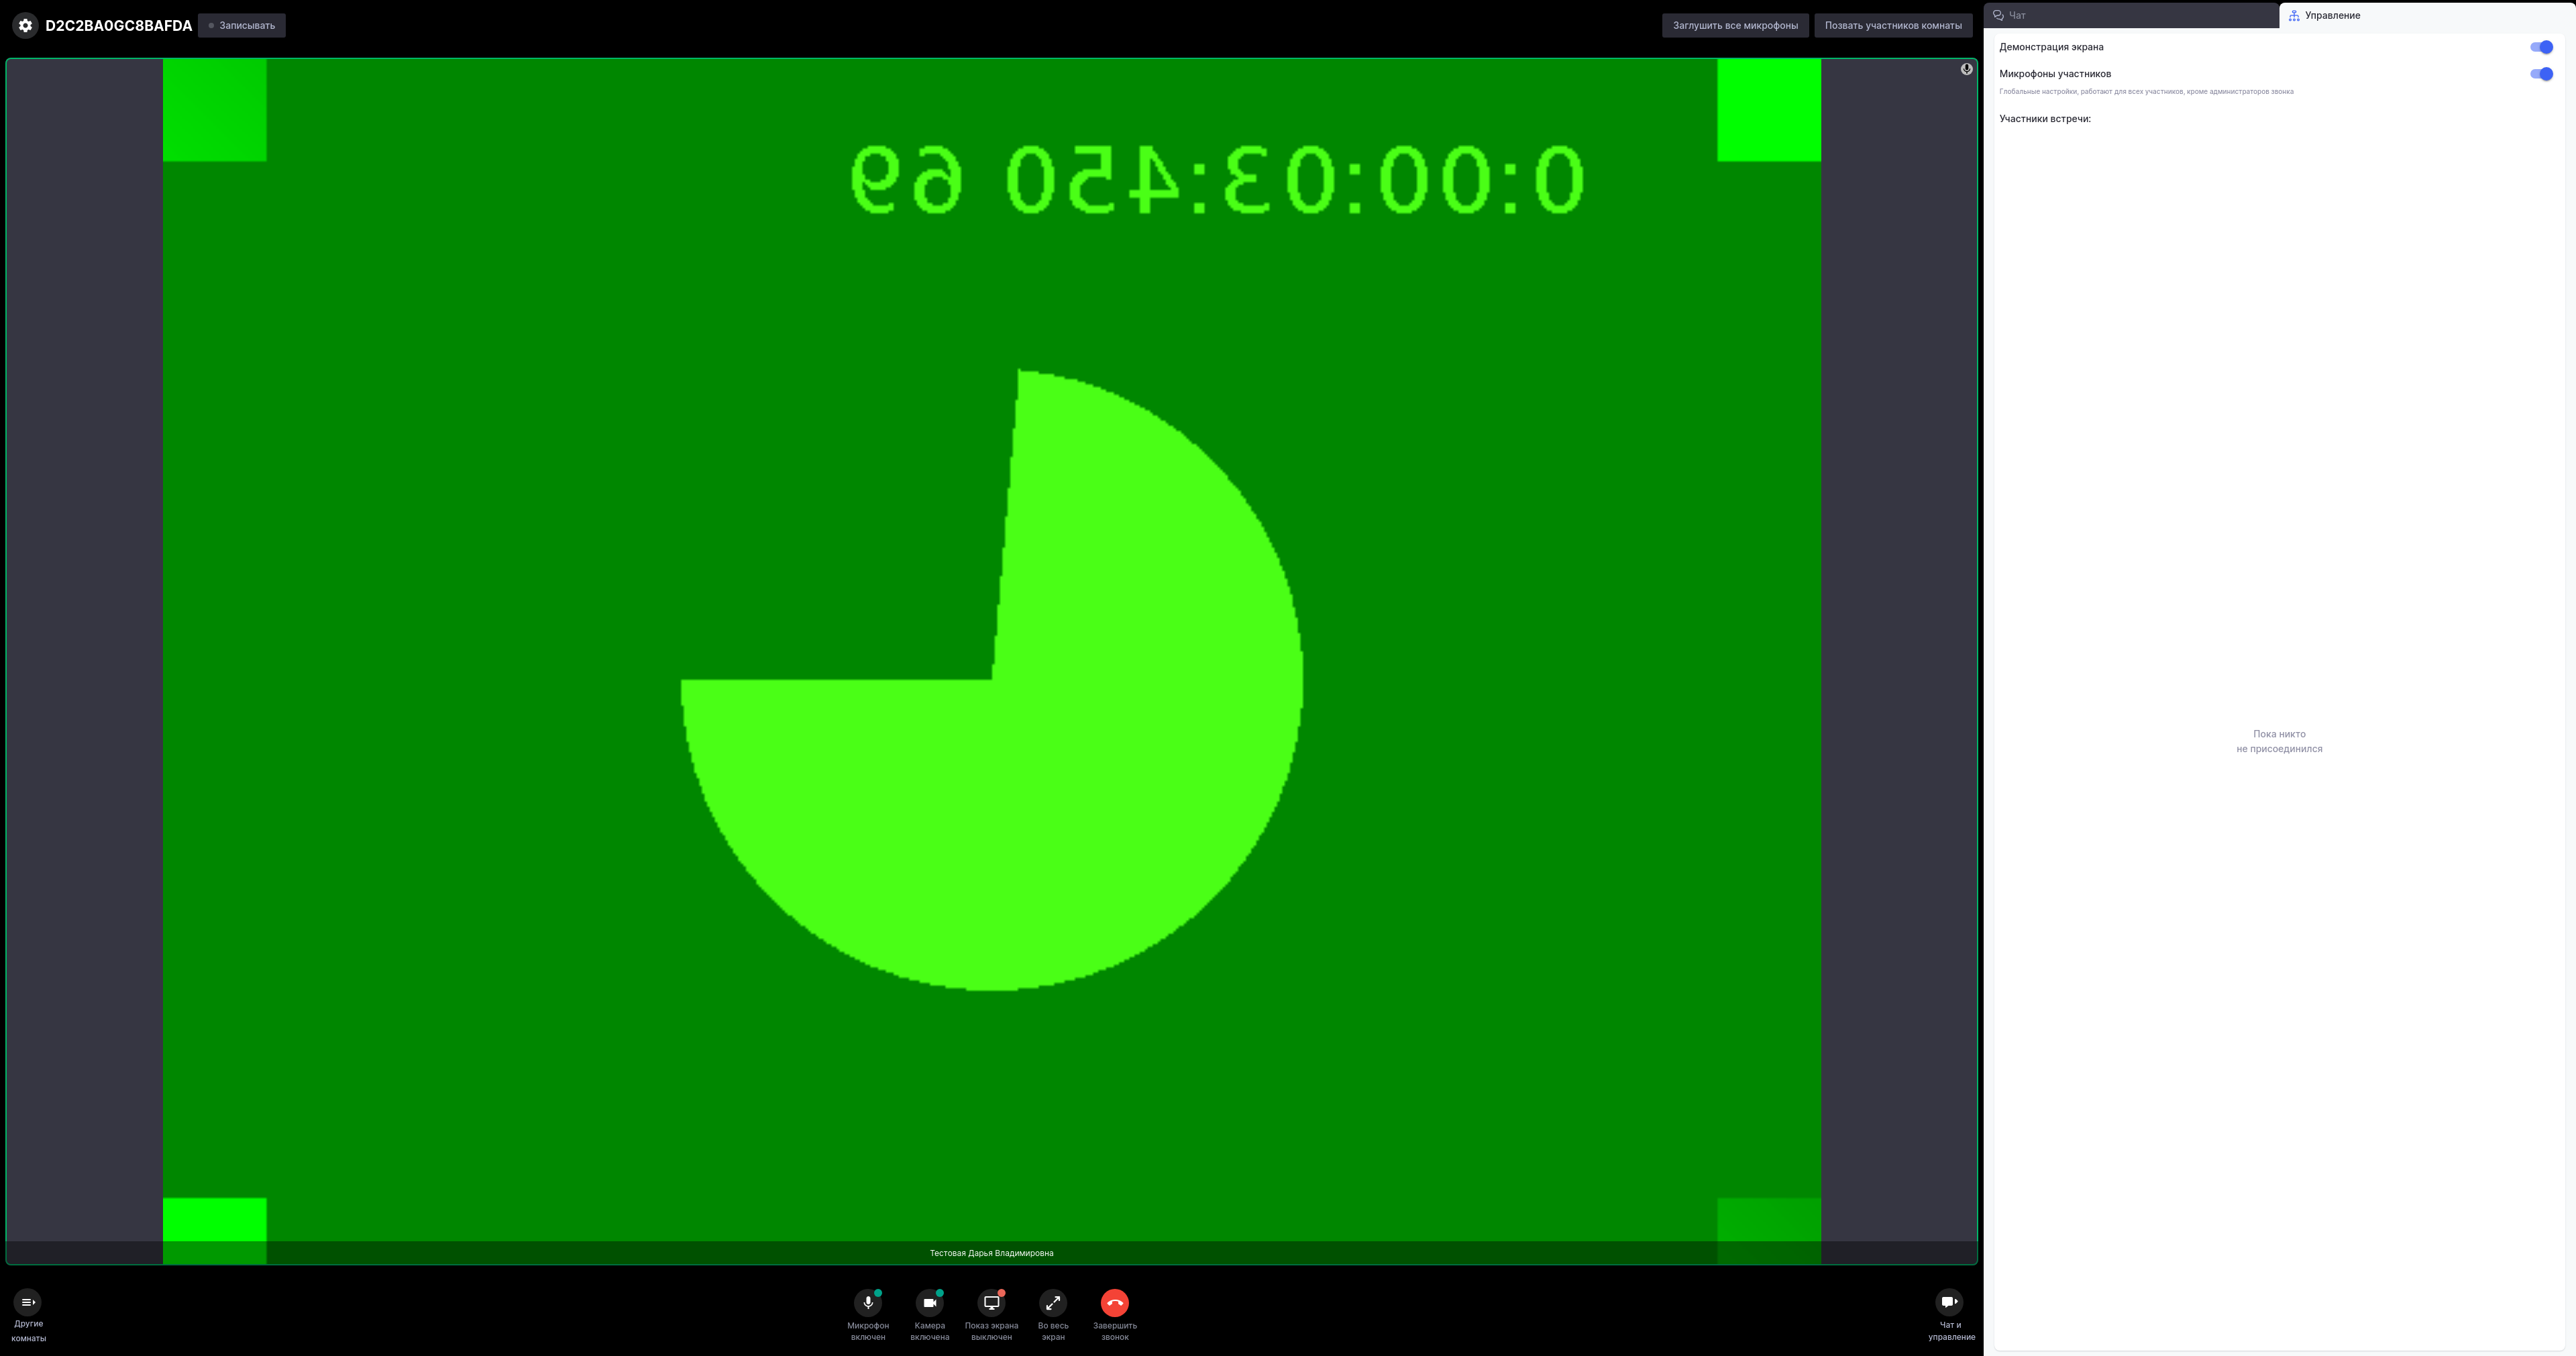 D2C2BA0GC8BAFDA
Записывать
Заглушить все микрофоны
Позвать участников комнаты
Чат
Управление
Демонстрация экрана
Микрофоны участников
Глобальные настройки, работают для всех участников, кроме администраторов звонка
Участники встречи:
0:00:03:450 69
Пока никто
не присоединился
Тестовая Дарья Владимировна
Другие
комнаты
Микрофон
включен
Камера
включена
Показ экрана
выключен
Во весь
экран
Завершить
звонок
Чат и
управление